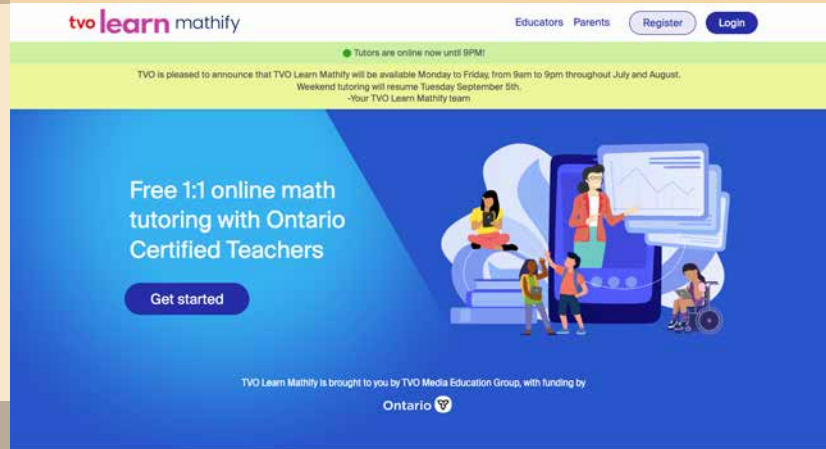 tvo learn mathify
Educators Parents Register Login
Tutors are online now until 9PM!
TVO is pleased to announce that TVO Learn Mathify will be available Monday to Friday, from 9am to 9pm throughout July and August.
Weekend tutoring will resume Tuesday September 5th.
-Your TVO Learn Mathify team
Free 1:1 online math
tutoring with Ontario
Certified Teachers
Get started
TVO Learn Mathify is brought to you by TVO Media Education Group, with funding by
Ontario